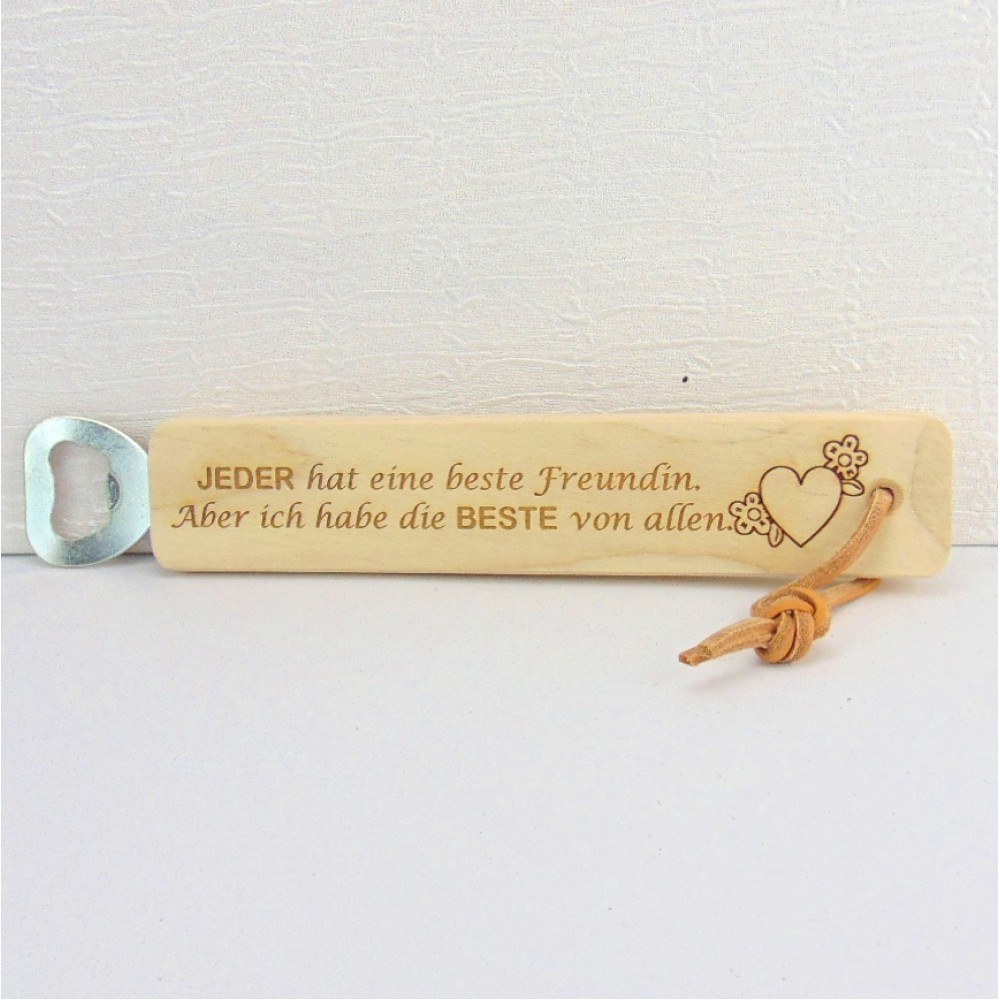 JEDER hat eine beste Freundin.
Aber ich habe die BESTE von allen.